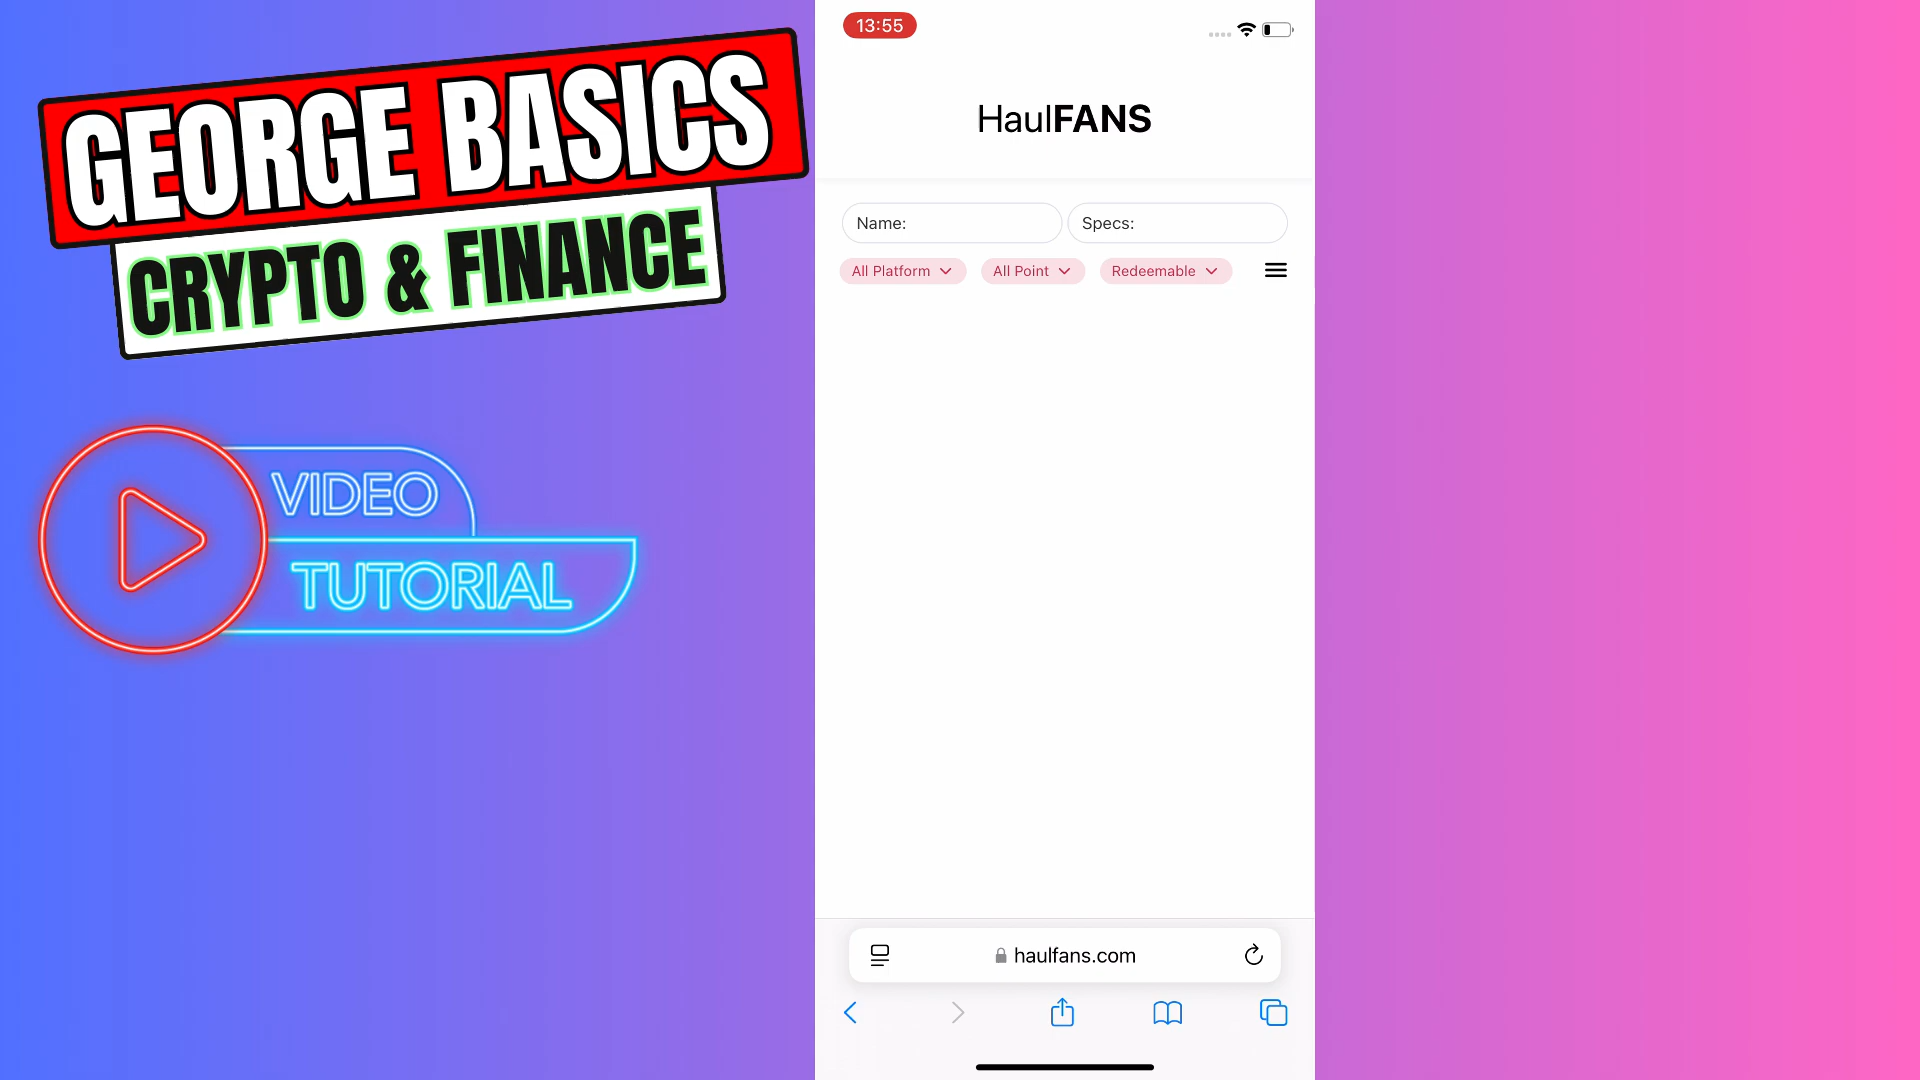 GEORGE BASICS
CRYPTO & FINANCE
VIDEO
TUTORIAL
13:55
HaulFANS
Name:
Specs:
All Platform
All Point
Redeemable
haulfans.com